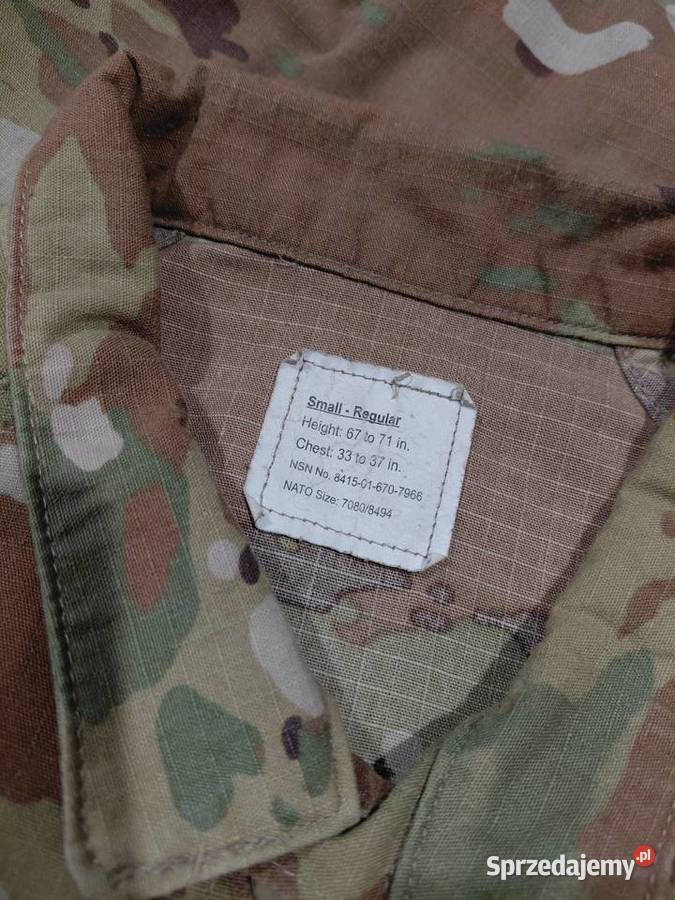 Small - Regular
Height: 67 to 71 in.
Chest: 33 to 37 in.
NSN No. 8415-01-670-7966
NATO Size: 7080/8494
Sprzedajemy.pl